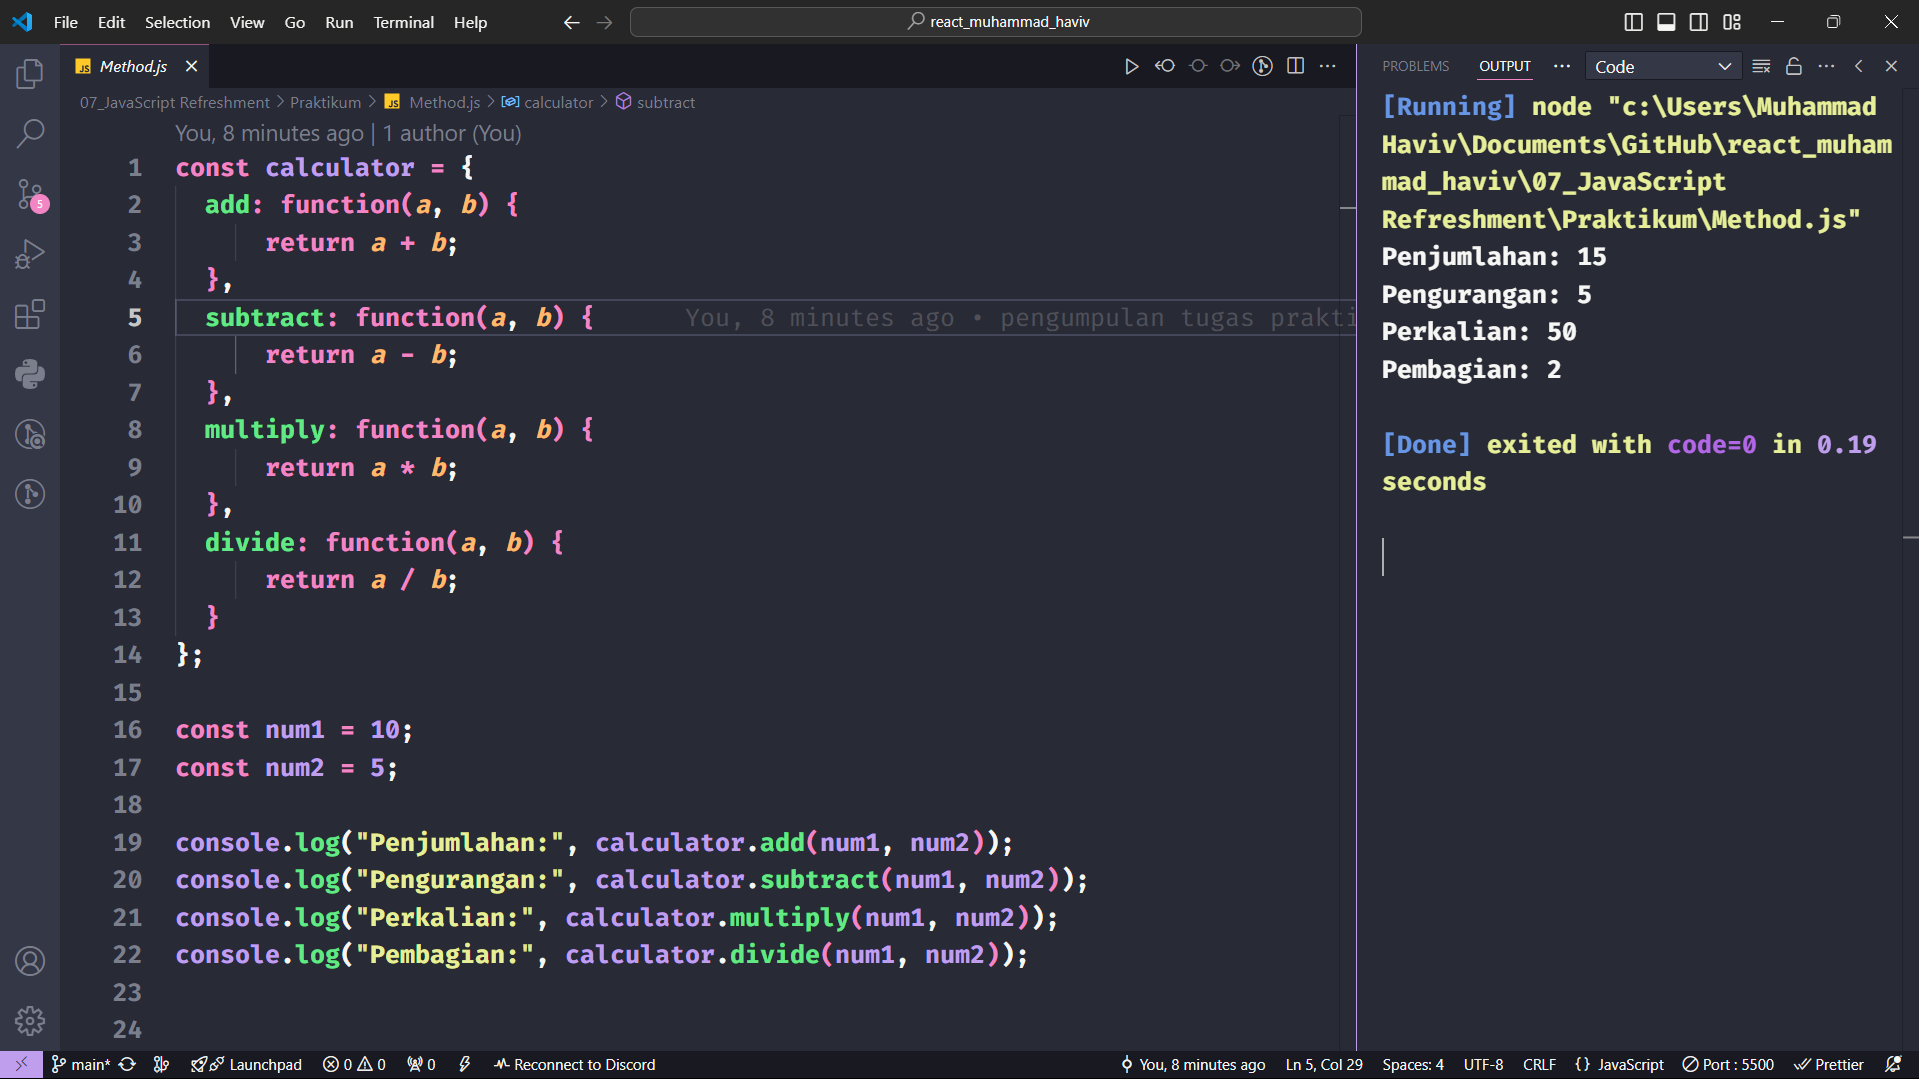 File Edit Selection View Go Run Terminal Help
react_muhammad_haviv
JS Method.js
07_JavaScript Refreshment > Praktikum > JS Method.js > calculator > subtract
You, 8 minutes ago | 1 author (You)
1 const calculator = {
2 add: function(a, b) {
3 return a + b;
4 },
5 subtract: function(a, b) { You, 8 minutes ago • pengumpulan tugas prakti
6 return a - b;
7 },
8 multiply: function(a, b) {
9 return a * b;
10 },
11 divide: function(a, b) {
12 return a / b;
13 }
14 };
15
16 const num1 = 10;
17 const num2 = 5;
18
19 console.log("Penjumlahan:", calculator.add(num1, num2));
20 console.log("Pengurangan:", calculator.subtract(num1, num2));
21 console.log("Perkalian:", calculator.multiply(num1, num2));
22 console.log("Pembagian:", calculator.divide(num1, num2));
23
24
5
PROBLEMS OUTPUT ... Code
[Running] node "c:\Users\Muhammad
Haviv\Documents\GitHub\react_muham
mad_haviv\07_JavaScript
Refreshment\Praktikum\Method.js"
Penjumlahan: 15
Pengurangan: 5
Perkalian: 50
Pembagian: 2
[Done] exited with code=0 in 0.19
seconds
main* Launchpad 0 0 0 Reconnect to Discord You, 8 minutes ago Ln 5, Col 29 Spaces: 4 UTF-8 CRLF {} JavaScript Port : 5500 Prettier